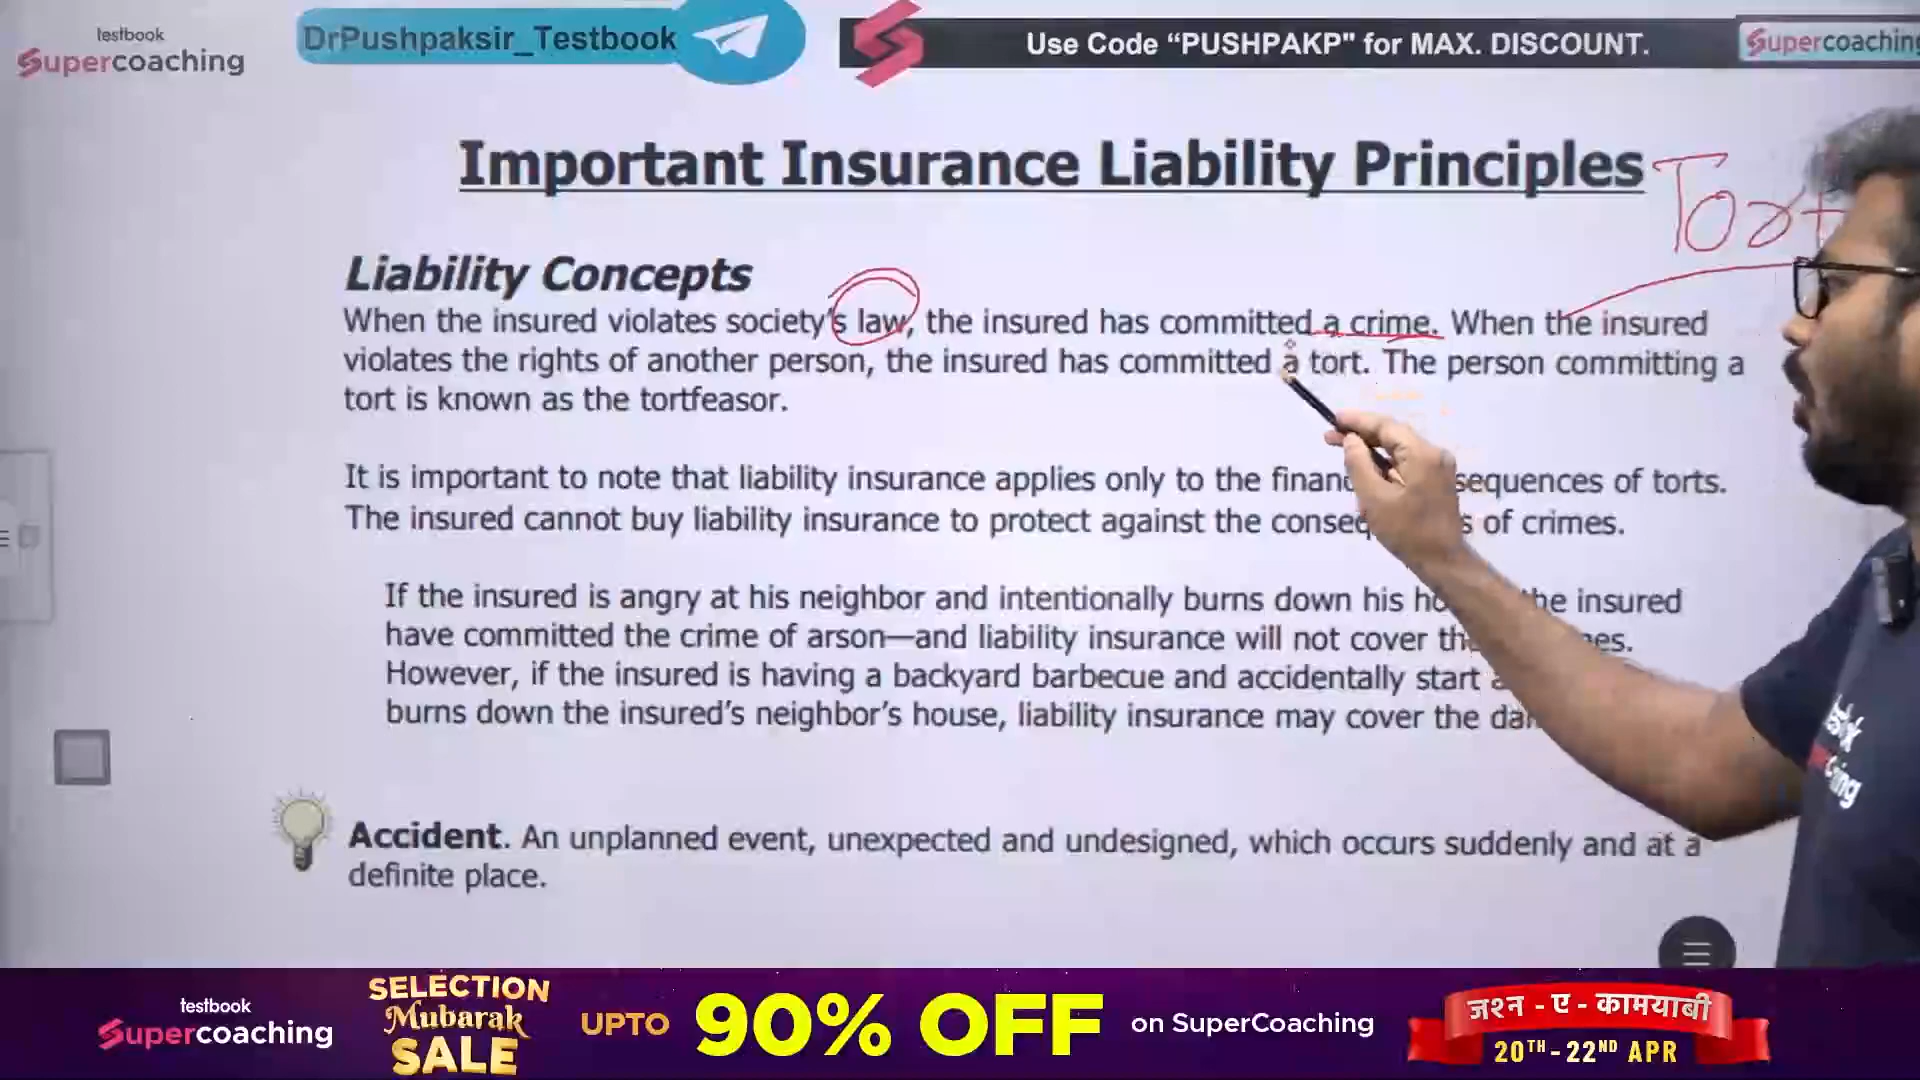 testbook
Supercoaching
DrPushpaksir_Testbook
Use Code “PUSHPAKP" for MAX. DISCOUNT.
Supercoaching
Important Insurance Liability Principles
Tort
Liability Concepts
When the insured violates society's law, the insured has committed a crime. When the insured
violates the rights of another person, the insured has committed a tort. The person committing a
tort is known as the tortfeasor.
It is important to note that liability insurance applies only to the sequences of torts.
The insured cannot buy liability insurance to protect against the of crimes.
If the insured is angry at his neighbor and intentionally burns down his the insured
have committed the crime of arson—and liability insurance will not cover
However, if the insured is having a backyard barbecue and accidentally start
burns down the insured's neighbor's house, liability insurance may cover the
Accident. An unplanned event, unexpected and undesigned, which occurs suddenly and at a
definite place.
testbook
Supercoaching
SELECTION
Mubarak
SALE
UPTO 90% OFF on SuperCoaching
जश्न - ए - कामयाबी
20TH - 22ND APR